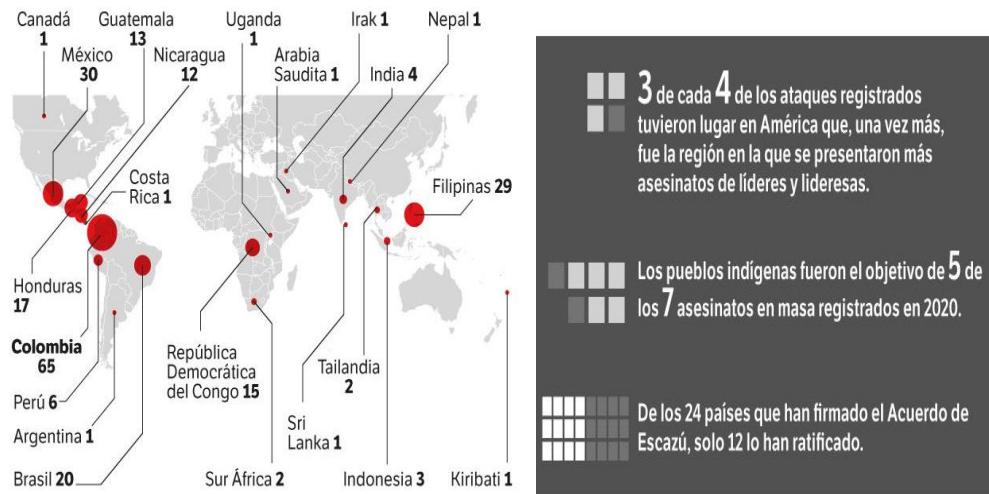 Canadá
1
Guatemala
13
México
30
Nicaragua
12
Uganda
1
Arabia
Saudita 1
Irak 1
India 4
Nepal 1
Costa
Rica 1
Filipinas 29
Honduras
17
Colombia
65
Perú 6
Argentina 1
Brasil 20
República
Democrática
del Congo 15
Sur África 2
Sri
Lanka 1
Tailandia
2
Indonesia 3
Kiribati 1
3 de cada 4 de los ataques registrados
tuvieron lugar en América que, una vez más,
fue la región en la que se presentaron más
asesinatos de líderes y lideresas.
Los pueblos indígenas fueron el objetivo de 5 de
los 7 asesinatos en masa registrados en 2020.
De los 24 países que han firmado el Acuerdo de
Escazú, solo 12 lo han ratificado.